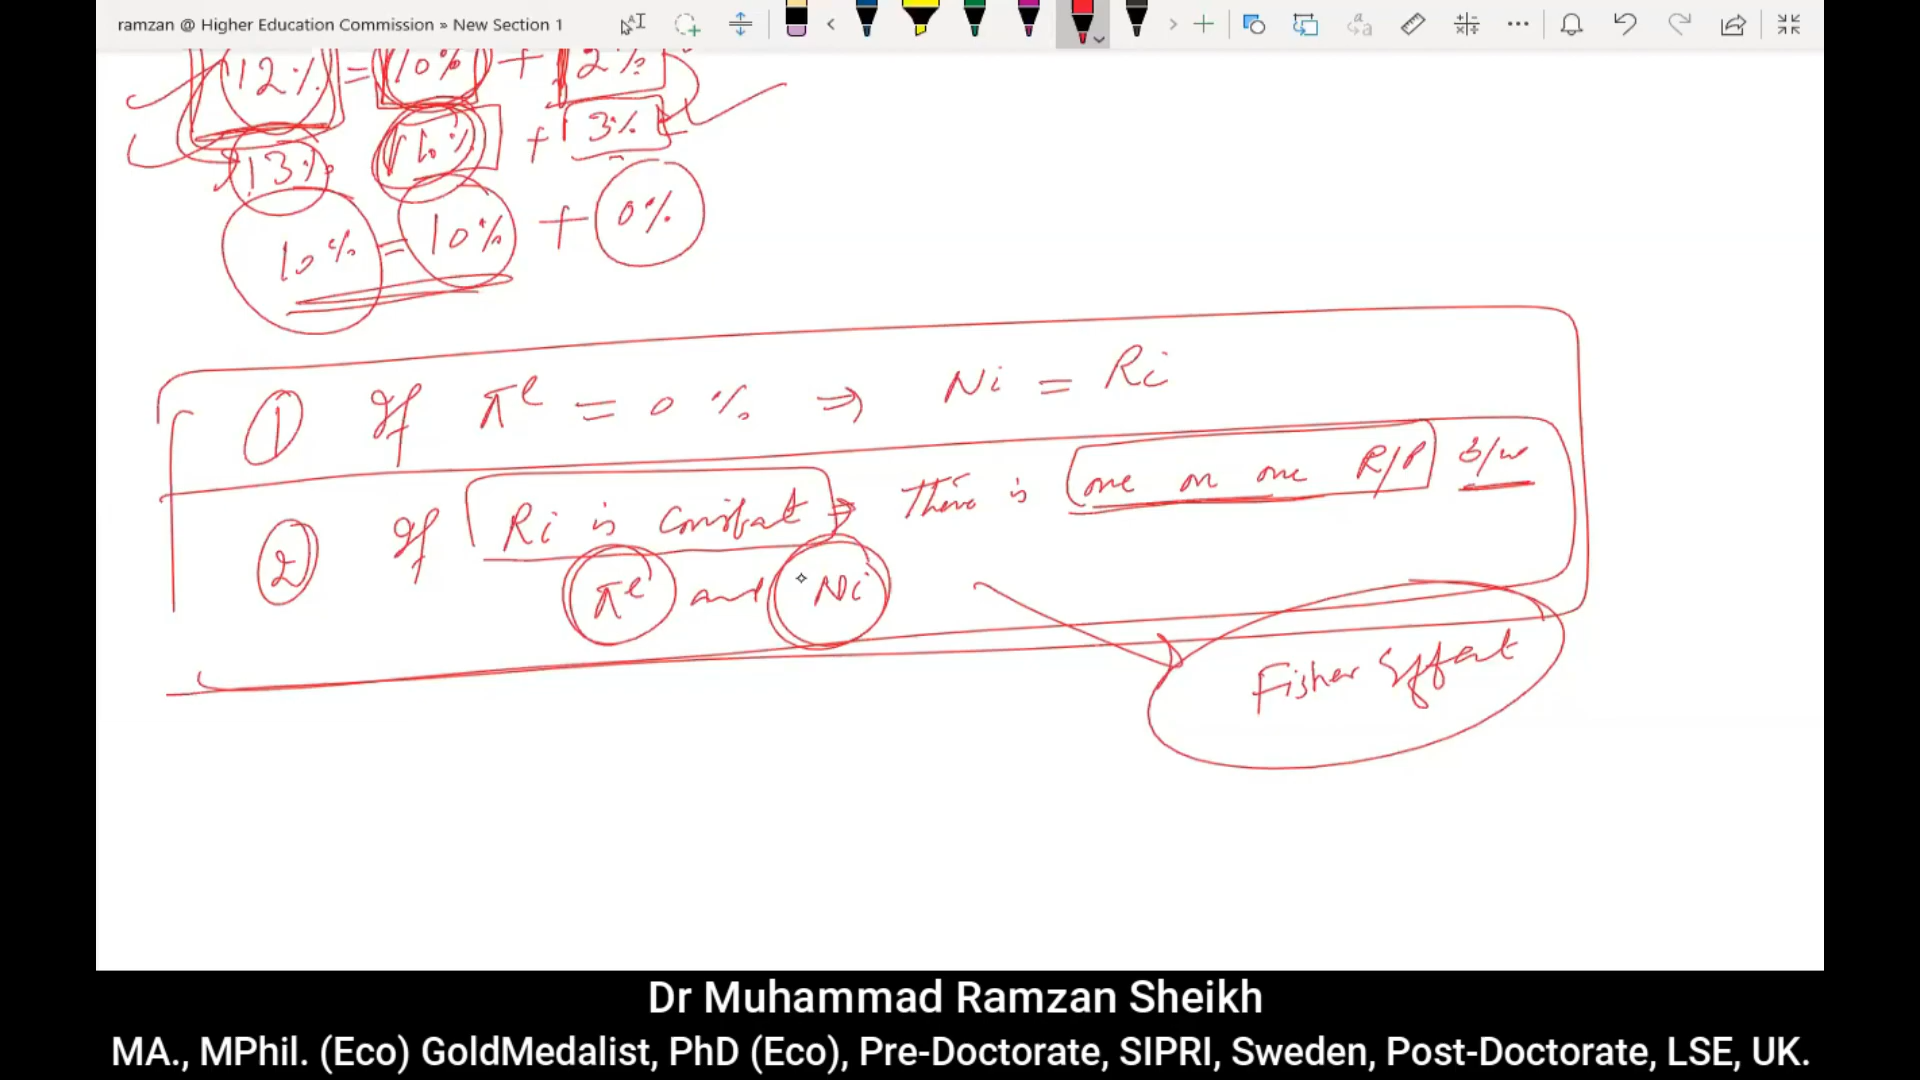 ramzan @ Higher Education Commission » New Section 1
12% = 10% + 2%
13% 10% + 3%
10% = 10% + 0%
① If πe = 0 % ⇒ Ni = Ri
② If Ri is Constat ⇒ There is one on one R/P B/w
πe and Ni
Fisher Effect
Dr Muhammad Ramzan Sheikh
MA., MPhil. (Eco) GoldMedalist, PhD (Eco), Pre-Doctorate, SIPRI, Sweden, Post-Doctorate, LSE, UK.